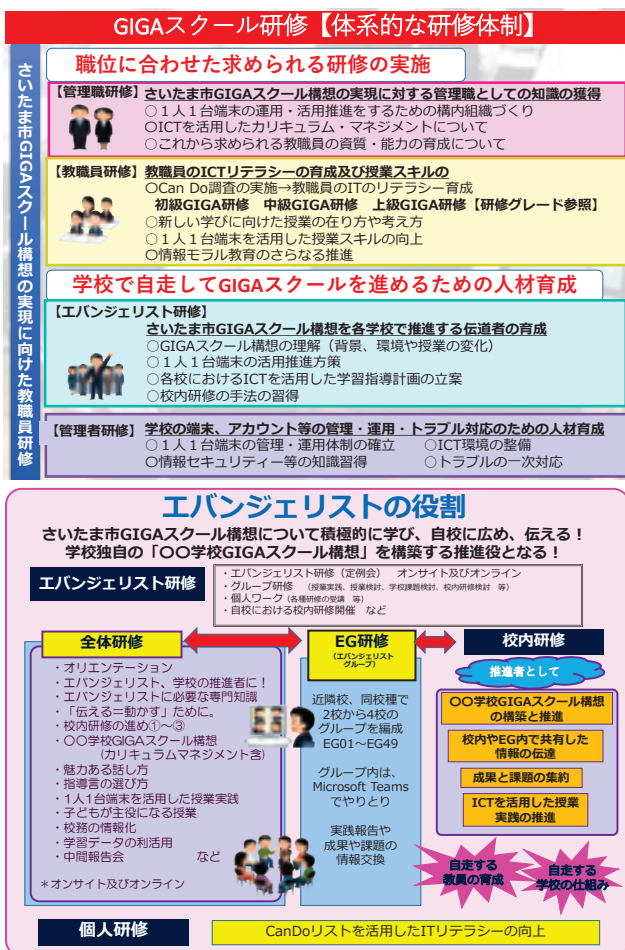 GIGAスクール研修【体系的な研修体制】
さいたま市GIGAスクール構想の実現に向けた教職員研修
職位に合わせた求められる研修の実施
【管理職研修】さいたま市GIGAスクール構想の実現に対する管理職としての知識の獲得
○１人１台端末の運用・活用推進をするための構内組織づくり
○ICTを活用したカリキュラム・マネジメントについて
○これから求められる教職員の資質・能力の育成について
【教職員研修】教職員のICTリテラシーの育成及び授業スキルの
○Can Do調査の実施→教職員のITのリテラシー育成
初級GIGA研修　中級GIGA研修　上級GIGA研修【研修グレード参照】
○新しい学びに向けた授業の在り方や考え方
○１人１台端末を活用した授業スキルの向上
○情報モラル教育のさらなる推進
学校で自走してGIGAスクールを進めるための人材育成
【エバンジェリスト研修】
さいたま市GIGAスクール構想を各学校で推進する伝道者の育成
○GIGAスクール構想の理解（背景、環境や授業の変化）
○１人１台端末の活用推進方策
○各校におけるICTを活用した学習指導計画の立案
○校内研修の手法の習得
【管理者研修】学校の端末、アカウント等の管理・運用・トラブル対応のための人材育成
○１人１台端末の管理・運用体制の確立　○ICT環境の整備
○情報セキュリティー等の知識習得　○トラブルの一次対応
エバンジェリストの役割
さいたま市GIGAスクール構想について積極的に学び、自校に広め、伝える！
学校独自の「〇〇学校GIGAスクール構想」を構築する推進役となる！
エバンジェリスト研修
・エバンジェリスト研修（定例会）　オンサイト及びオンライン
・グループ研修　（授業実践、授業検討、学校課題検討、校内研修検討　等）
・個人ワーク（各種研修の受講　等）
・自校における校内研修開催　など
全体研修
・オリエンテーション
・エバンジェリスト、学校の推進者に！
・エバンジェリストに必要な専門知識
・「伝える＝動かす」ために。
・校内研修の進め①～③
・〇〇学校GIGAスクール構想
（カリキュラムマネジメント含）
・魅力ある話し方
・指導言の選び方
・1人1台端末を活用した授業実践
・子どもが主役になる授業
・校務の情報化
・学習データの利活用
・中間報告会　など
＊オンサイト及びオンライン
EG研修
（エバンジェリスト
グループ）
近隣校、同校種で
2校から4校の
グループを編成
EG01～EG49
グループ内は、
Microsoft Teams
でやりとり
実践報告や
成果や課題の
情報交換
校内研修
推進者として
〇〇学校GIGAスクール構想
の構築と推進
校内やEG内で共有した
情報の伝達
成果と課題の集約
ICTを活用した授業
実践の推進
自走する
教員の育成
自走する
学校の仕組み
個人研修
CanDoリストを活用したITリテラシーの向上